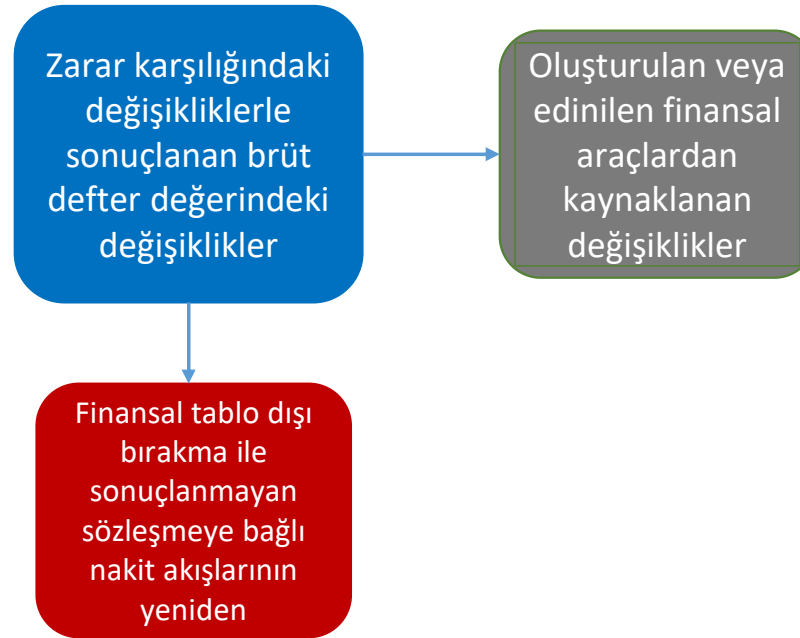 Zarar karşılığındaki
değişikliklerle
sonuçlanan brüt
defter değerindeki
değişiklikler
Oluşturulan veya
edinilen finansal
araçlardan
kaynaklanan
değişiklikler
Finansal tablo dışı
bırakma ile
sonuçlanmayan
sözleşmeye bağlı
nakit akışlarının
yeniden